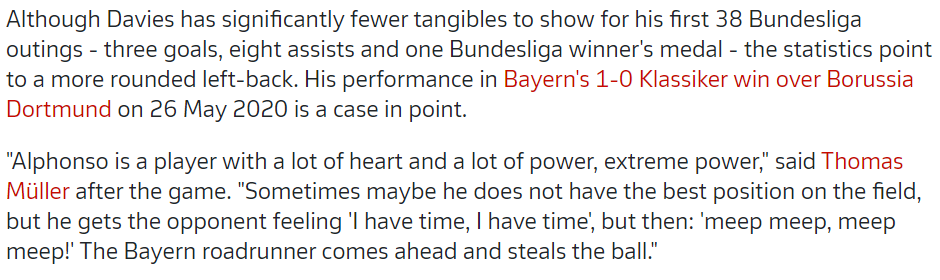 Although Davies has significantly fewer tangibles to show for his first 38 Bundesliga
outings - three goals, eight assists and one Bundesliga winner's medal - the statistics point
to a more rounded left-back. His performance in Bayern's 1-0 Klassiker win over Borussia
Dortmund on 26 May 2020 is a case in point.
"Alphonso is a player with a lot of heart and a lot of power, extreme power," said Thomas
Müller after the game. "Sometimes maybe he does not have the best position on the field,
but he gets the opponent feeling 'I have time, I have time', but then: 'meep meep, meep
meep!' The Bayern roadrunner comes ahead and steals the ball."